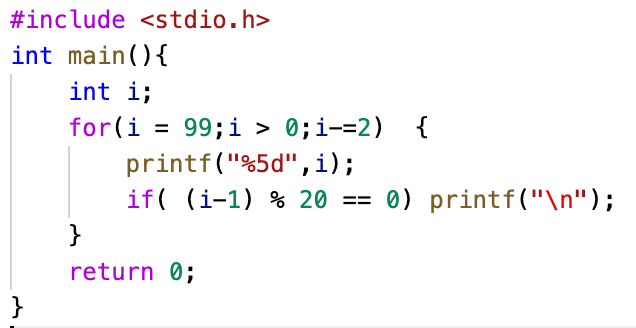 #include <stdio.h>
int main(){
    int i;
    for(i = 99;i > 0;i-=2)  {
        printf("%5d",i);
        if( (i-1) % 20 == 0) printf("\n");
    }
    return 0;
}